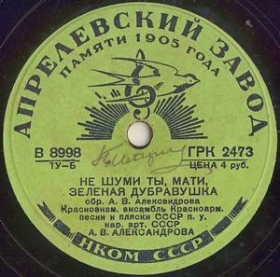 АПРЕЛЕВСКИЙ ЗАВОД
ПАМЯТИ 1905 ГОДА
В 8998
ТУ-Б
ГРК 2473
ЦЕНА 4 руб.
НЕ ШУМИ ТЫ, МАТИ,
ЗЕЛЕНАЯ ДУБРАВУШКА
обр. А. В. Александрова
Краснознам. ансамбль Красноарм.
песни и пляски СССР п. у.
нар. арт. СССР
А. В. АЛЕКСАНДРОВА
НКОМ СССР